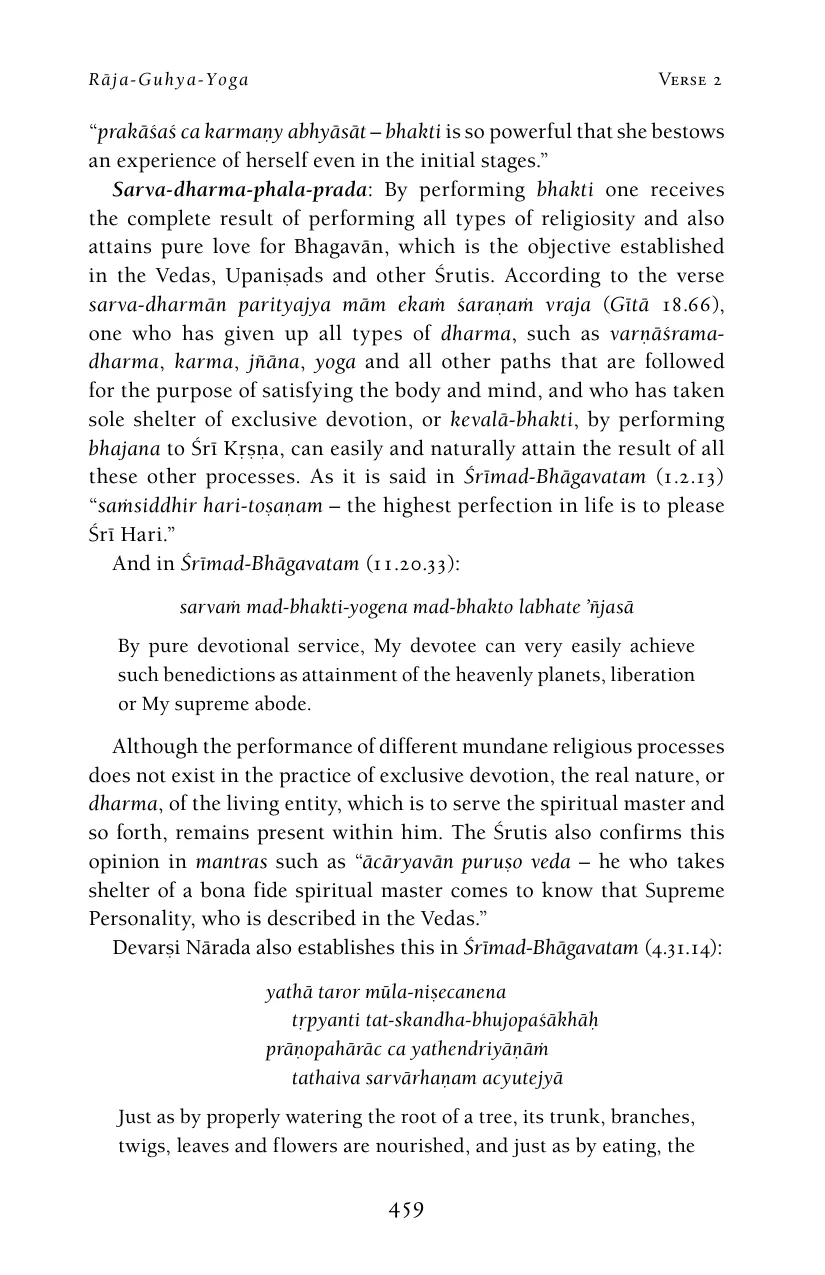 Rāja-Guhya-Yoga Verse 2
“prakāśaś ca karmaṇy abhyāsāt – bhakti is so powerful that she bestows
an experience of herself even in the initial stages.”
Sarva-dharma-phala-prada: By performing bhakti one receives
the complete result of performing all types of religiosity and also
attains pure love for Bhagavān, which is the objective established
in the Vedas, Upaniṣads and other Śrutis. According to the verse
sarva-dharmān parityajya mām ekaṁ śaraṇaṁ vraja (Gītā 18.66),
one who has given up all types of dharma, such as varṇāśrama-
dharma, karma, jñāna, yoga and all other paths that are followed
for the purpose of satisfying the body and mind, and who has taken
sole shelter of exclusive devotion, or kevalā-bhakti, by performing
bhajana to Śrī Kṛṣṇa, can easily and naturally attain the result of all
these other processes. As it is said in Śrīmad-Bhāgavatam (1.2.13)
“saṁsiddhir hari-toṣaṇam – the highest perfection in life is to please
Śrī Hari.”
And in Śrīmad-Bhāgavatam (11.20.33):
sarvaṁ mad-bhakti-yogena mad-bhakto labhate ’ñjasā
By pure devotional service, My devotee can very easily achieve
such benedictions as attainment of the heavenly planets, liberation
or My supreme abode.
Although the performance of different mundane religious processes
does not exist in the practice of exclusive devotion, the real nature, or
dharma, of the living entity, which is to serve the spiritual master and
so forth, remains present within him. The Śrutis also confirms this
opinion in mantras such as “ācāryavān puruṣo veda – he who takes
shelter of a bona fide spiritual master comes to know that Supreme
Personality, who is described in the Vedas.”
Devarṣi Nārada also establishes this in Śrīmad-Bhāgavatam (4.31.14):
yathā taror mūla-niṣecanena
tṛpyanti tat-skandha-bhujopaśākhāḥ
prāṇopahārāc ca yathendriyāṇāṁ
tathaiva sarvārhaṇam acyutejyā
Just as by properly watering the root of a tree, its trunk, branches,
twigs, leaves and flowers are nourished, and just as by eating, the
459